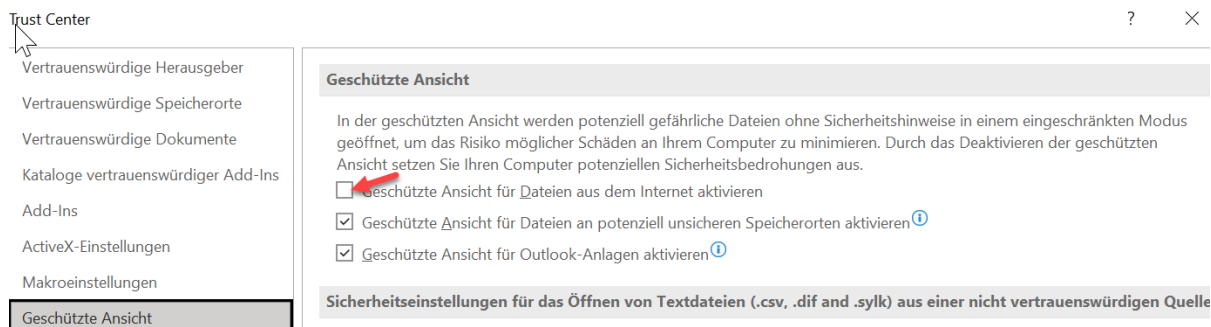 Trust Center
?
Vertrauenswürdige Herausgeber
Vertrauenswürdige Speicherorte
Vertrauenswürdige Dokumente
Kataloge vertrauenswürdiger Add-Ins
Add-Ins
ActiveX-Einstellungen
Makroeinstellungen
Geschützte Ansicht
Geschützte Ansicht
In der geschützten Ansicht werden potenziell gefährliche Dateien ohne Sicherheitshinweise in einem eingeschränkten Modus
geöffnet, um das Risiko möglicher Schäden an Ihrem Computer zu minimieren. Durch das Deaktivieren der geschützten
Ansicht setzen Sie Ihren Computer potenziellen Sicherheitsbedrohungen aus.
Geschützte Ansicht für Dateien aus dem Internet aktivieren
Geschützte Ansicht für Dateien an potenziell unsicheren Speicherorten aktivieren
Geschützte Ansicht für Outlook-Anlagen aktivieren
Sicherheitseinstellungen für das Öffnen von Textdateien (.csv, .dif and .sylk) aus einer nicht vertrauenswürdigen Quelle